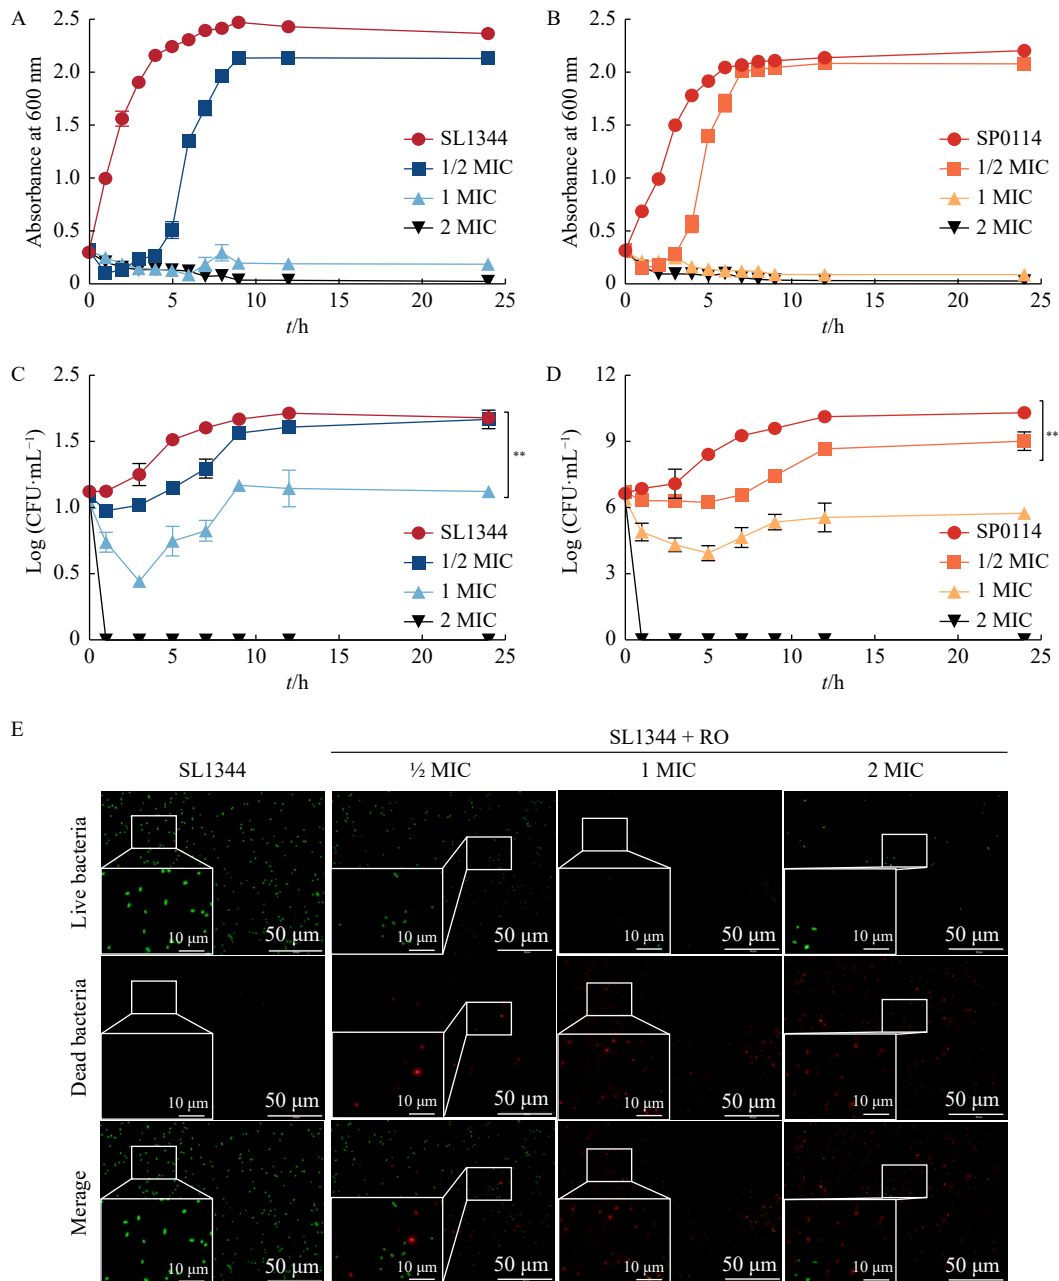 A
2.5
2.0
1.5
1.0
0.5
0
Absorbance at 600 nm
SL1344
1/2 MIC
1 MIC
2 MIC
0
5
10
15
20
25
t/h
B
2.5
2.0
1.5
1.0
0.5
0
Absorbance at 600 nm
SP0114
1/2 MIC
1 MIC
2 MIC
0
5
10
15
20
25
t/h
C
2.5
1.5
1.0
0.5
0
Log (CFU·mL⁻¹)
**
SL1344
1/2 MIC
1 MIC
2 MIC
0
5
10
15
20
25
t/h
D
12
9
6
3
0
Log (CFU·mL⁻¹)
**
SP0114
1/2 MIC
1 MIC
2 MIC
0
5
10
15
20
25
t/h
E
SL1344 + RO
SL1344
½ MIC
1 MIC
2 MIC
Live bacteria
10 μm
50 μm
10 μm
50 μm
10 μm
50 μm
10 μm
50 μm
Dead bacteria
10 μm
50 μm
10 μm
50 μm
10 μm
50 μm
10 μm
50 μm
Merage
10 μm
50 μm
10 μm
50 μm
10 μm
50 μm
10 μm
50 μm